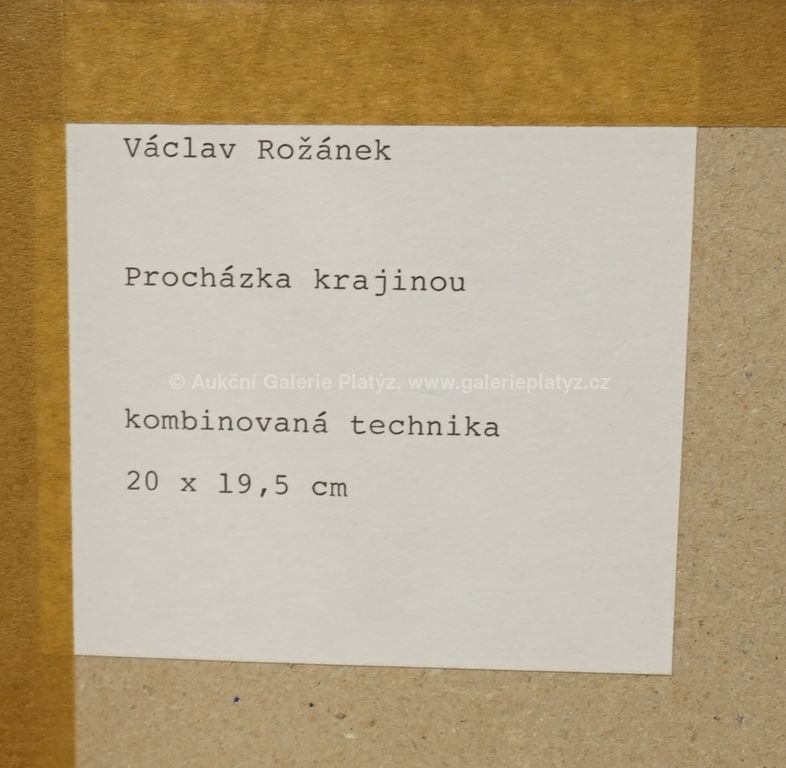 Václav Rožánek
Procházka krajinou
© Aukční Galerie Platýz, www.galerieplatyz.cz
kombinovaná technika
20 x 19,5 cm